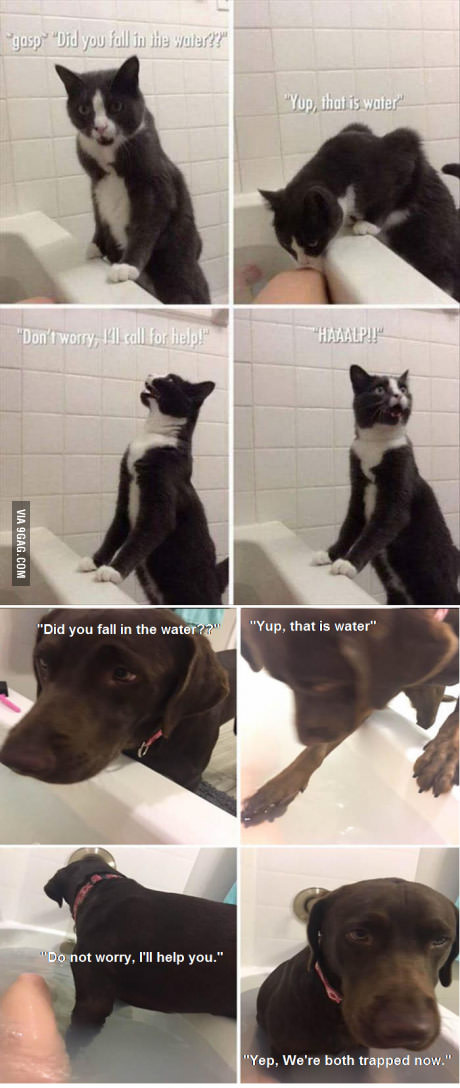 *gasp* "Did you fall in the water??"
"Yup, that is water"
"Don't worry, I'll call for help!"
"HAAALP!!"
VIA 9GAG.COM
"Did you fall in the water??"
"Yup, that is water"
"Do not worry, I'll help you."
"Yep, We're both trapped now."